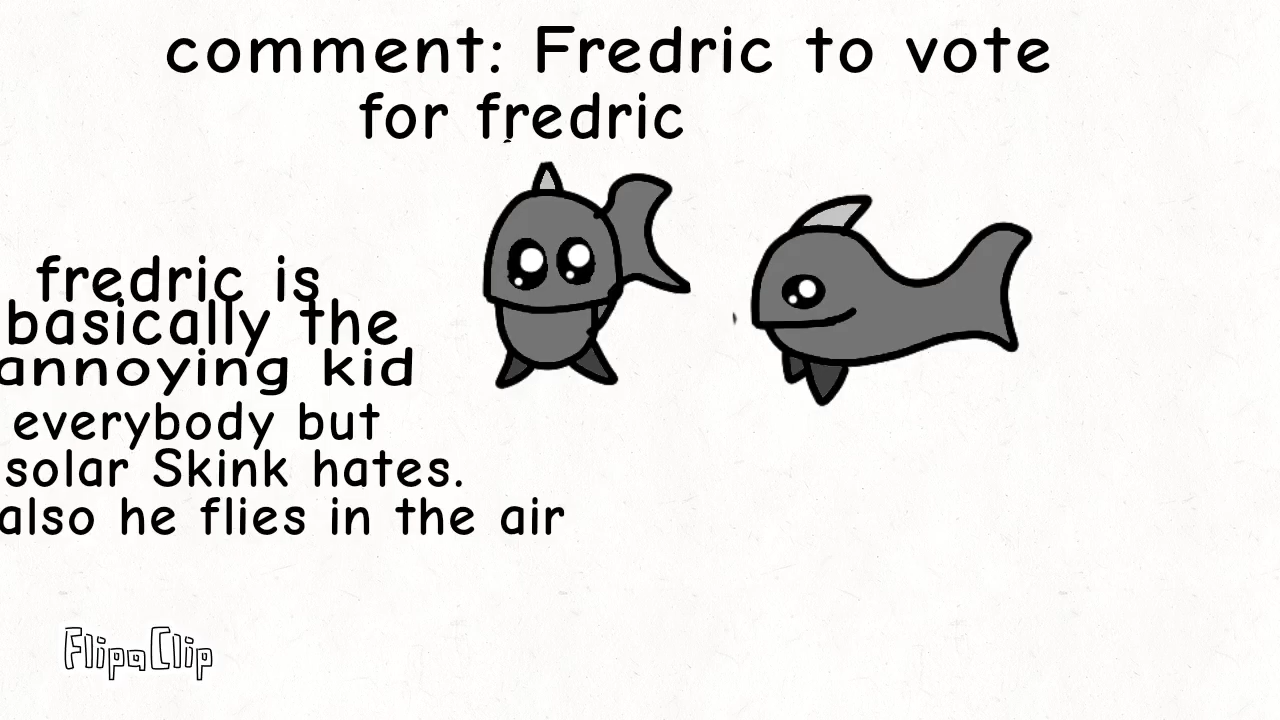 comment: Fredric to vote
for fredric
fredric is
basically the
annoying kid
everybody but
solar Skink hates.
also he flies in the air
FlipaClip